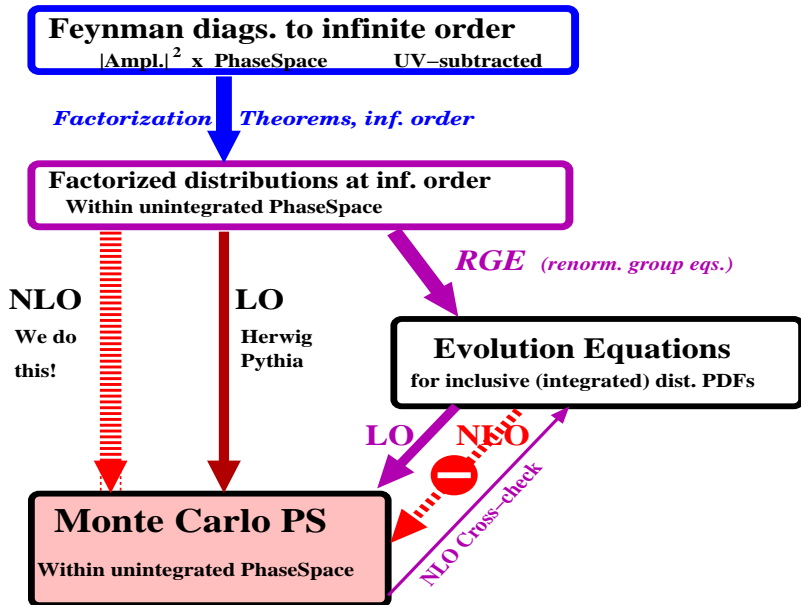 Feynman diags. to infinite order
|Ampl.|² x PhaseSpace UV−subtracted
Factorization Theorems, inf. order
Factorized distributions at inf. order
Within unintegrated PhaseSpace
RGE (renorm. group eqs.)
NLO
We do
this!
LO
Herwig
Pythia
Evolution Equations
for inclusive (integrated) dist. PDFs
LO
NLO
NLO Cross−check
Monte Carlo PS
Within unintegrated PhaseSpace